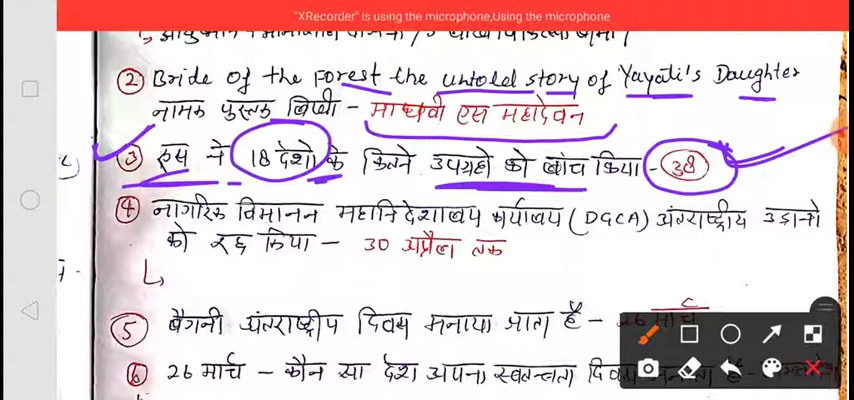 "XRecorder" is using the microphone,Using the microphone
② Bride of the Forest the untold story of Yayati's Daughter
नामक पुस्तक लिखी - माधवी एस महादेवन
③ रूस ने 18 देशो के कितने उपग्रहो को लांच किया - 38
④ नागरिक विमानन महानिदेशालय कार्यालय (DGCA) अंतराष्ट्रीय उडानो
को रद्द किया - 30 अप्रैल तक
⑤ बैगनी अंतराष्ट्रीय दिवस मनाया जाता है - 26 मार्च
⑥ 26 मार्च - कौन सा देश अपना स्वतन्त्रता दिवस